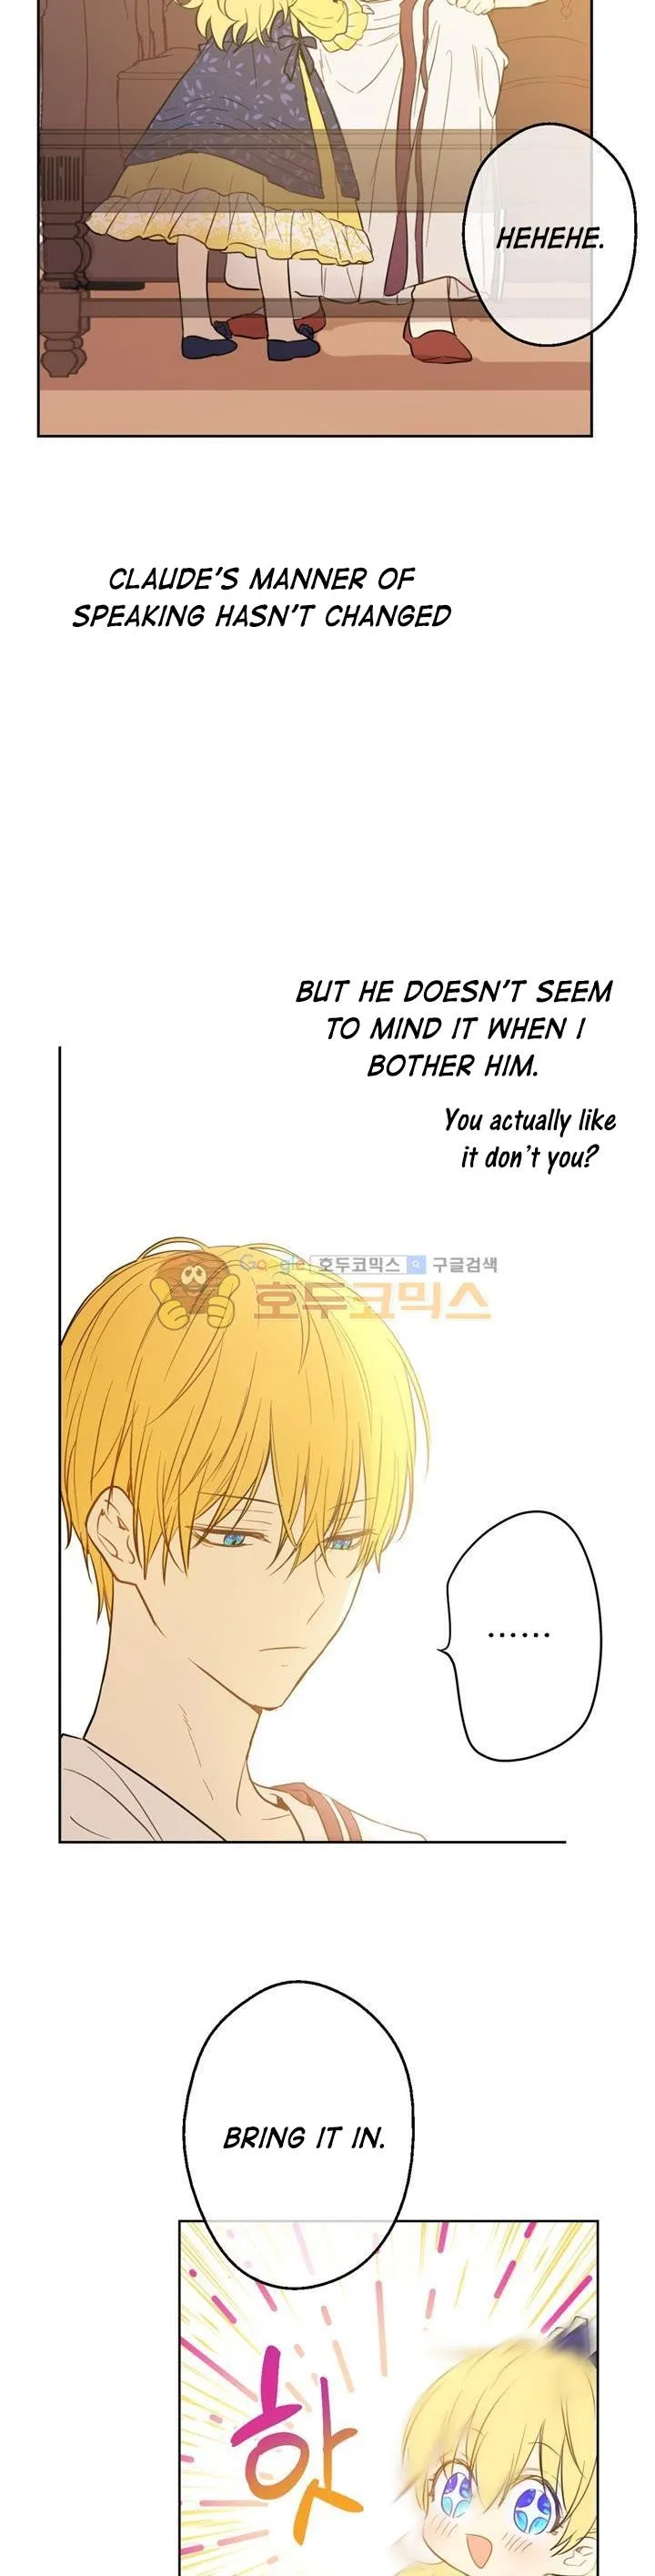 HEHEHE.
CLAUDE'S MANNER OF
SPEAKING HASN'T CHANGED
BUT HE DOESN'T SEEM
TO MIND IT WHEN I
BOTHER HIM.
You actually like
it don't you?
Google 호두코믹스 구글검색
호두코믹스
......
BRING IT IN.
핫